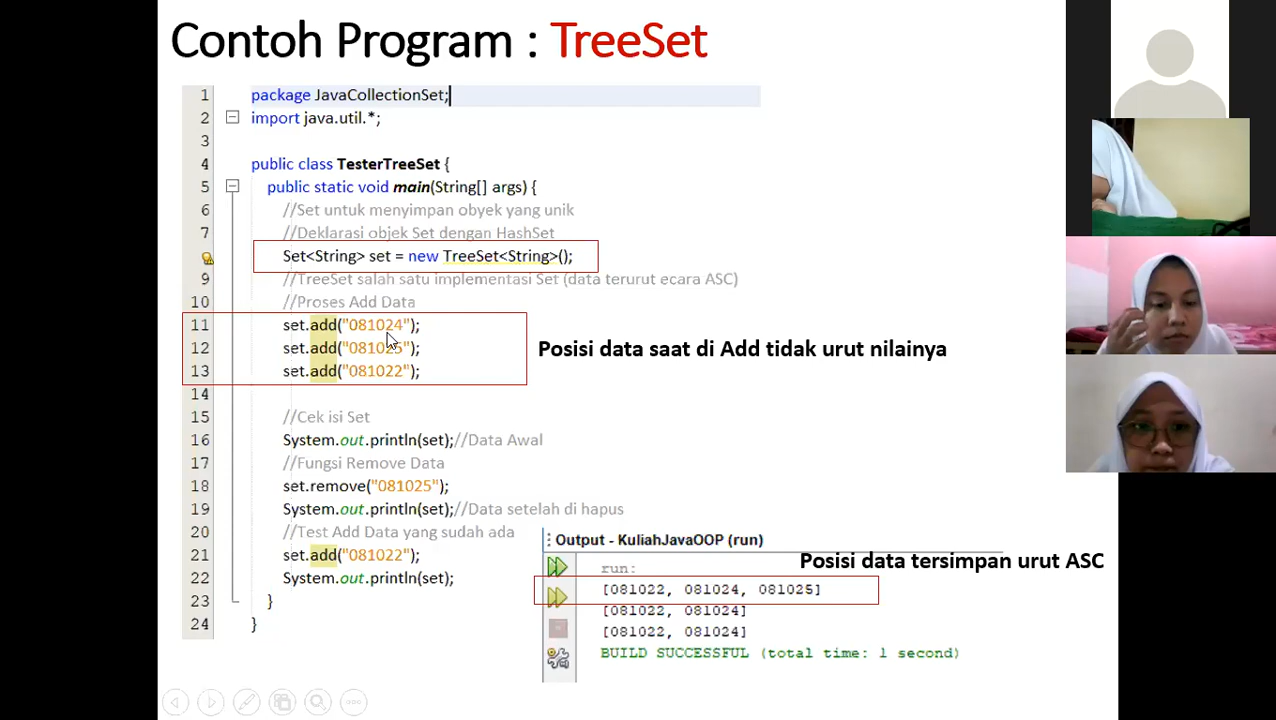 Contoh Program : TreeSet
1 package JavaCollectionSet;
2 import java.util.*;
3
4 public class TesterTreeSet {
5 public static void main(String[] args) {
6 //Set untuk menyimpan obyek yang unik
7 //Deklarasi objek Set dengan HashSet
Set<String> set = new TreeSet<String>();
9 //TreeSet salah satu implementasi Set (data terurut ecara ASC)
10 //Proses Add Data
11 set.add("081024");
12 set.add("081025");
13 set.add("081022");
Posisi data saat di Add tidak urut nilainya
14
15 //Cek isi Set
16 System.out.println(set);//Data Awal
17 //Fungsi Remove Data
18 set.remove("081025");
19 System.out.println(set);//Data setelah di hapus
20 //Test Add Data yang sudah ada
21 set.add("081022");
22 System.out.println(set);
23 }
24 }
Output - KuliahJavaOOP (run)
Posisi data tersimpan urut ASC
run:
[081022, 081024, 081025]
[081022, 081024]
[081022, 081024]
BUILD SUCCESSFUL (total time: 1 second)